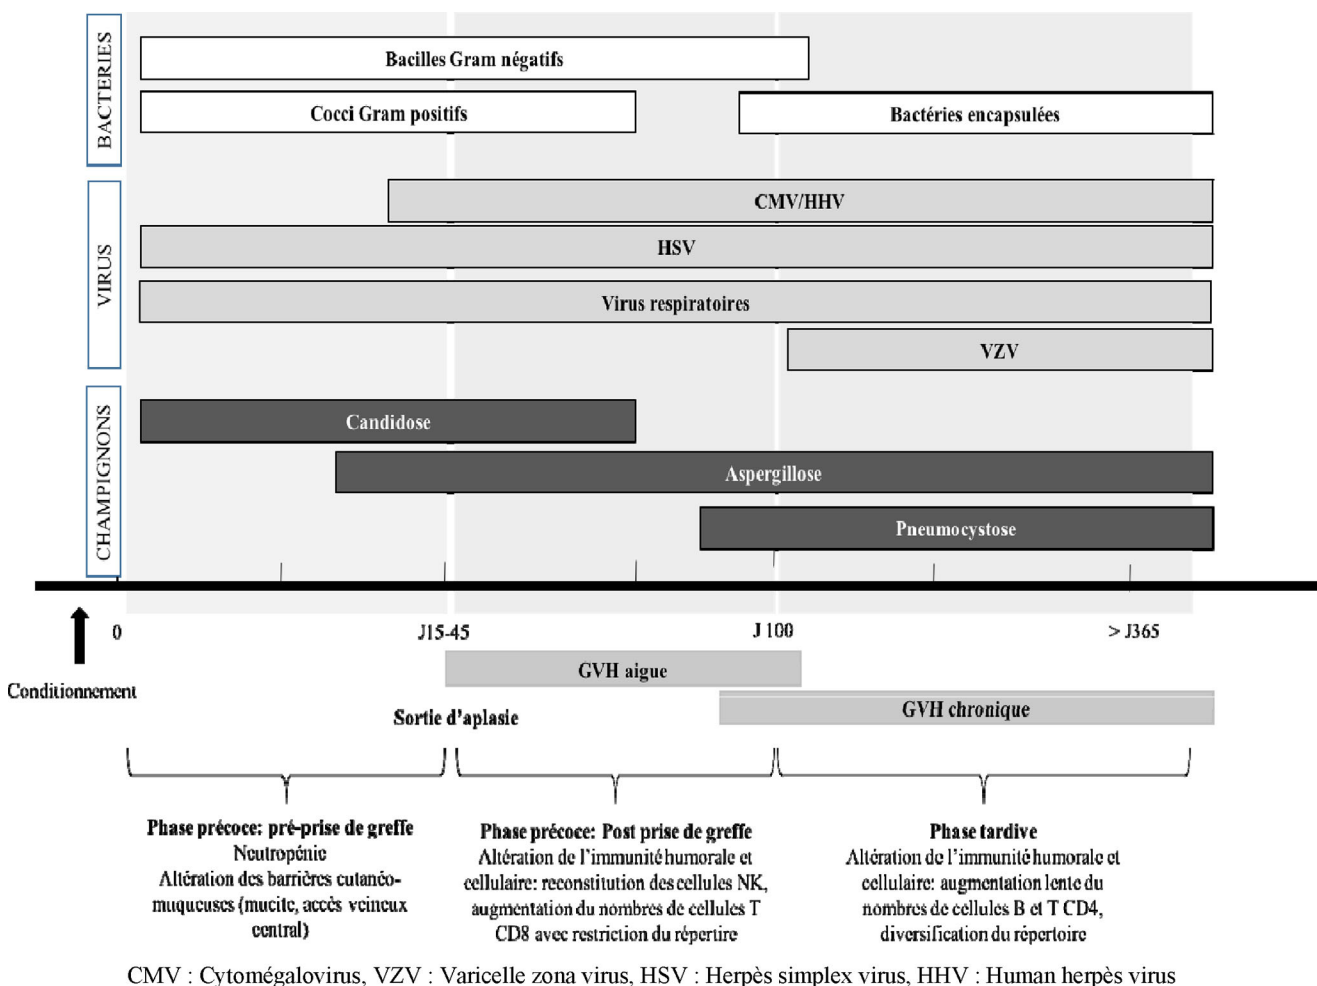 BACTERIES
Bacilles Gram négatifs
Cocci Gram positifs
Bactéries encapsulées
VIRUS
CMV/HHV
HSV
Virus respiratoires
VZV
CHAMPIGNONS
Candidose
Aspergillose
Pneumocystose
0
J15-45
J 100
> J365
Conditionnement
GVH aigue
GVH chronique
Sortie d'aplasie
Phase précoce: pré-prise de greffe
Neutropénie
Altération des barrières cutanéo-
muqueuses (mucite, accès veineux
central)
Phase précoce: Post prise de greffe
Altération de l'immunité humorale et
cellulaire: reconstitution des cellules NK,
augmentation du nombres de cellules T
CD8 avec restriction du répertire
Phase tardive
Altération de l'immunité humorale et
cellulaire: augmentation lente du
nombres de cellules B et T CD4,
diversification du répertoire
CMV : Cytomégalovirus, VZV : Varicelle zona virus, HSV : Herpès simplex virus, HHV : Human herpès virus